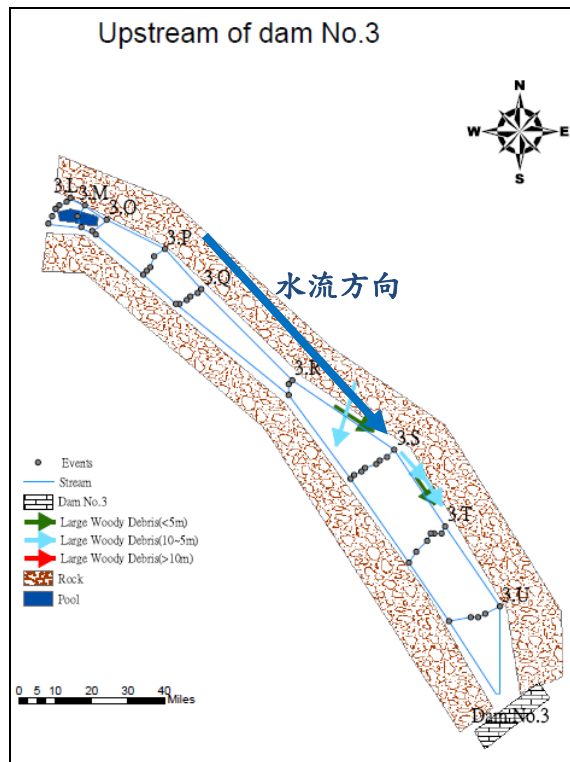 Upstream of dam No.3
N
W E
S
3.L
3.M
3.O
3.P
3.Q
水流方向
3.R
3.S
3.T
3.U
Events
Stream
Dam No.3
Large Woody Debris(<5m)
Large Woody Debris(10~5m)
Large Woody Debris(>10m)
Rock
Pool
0 5 10 20 30 40
Miles
Dam No.3